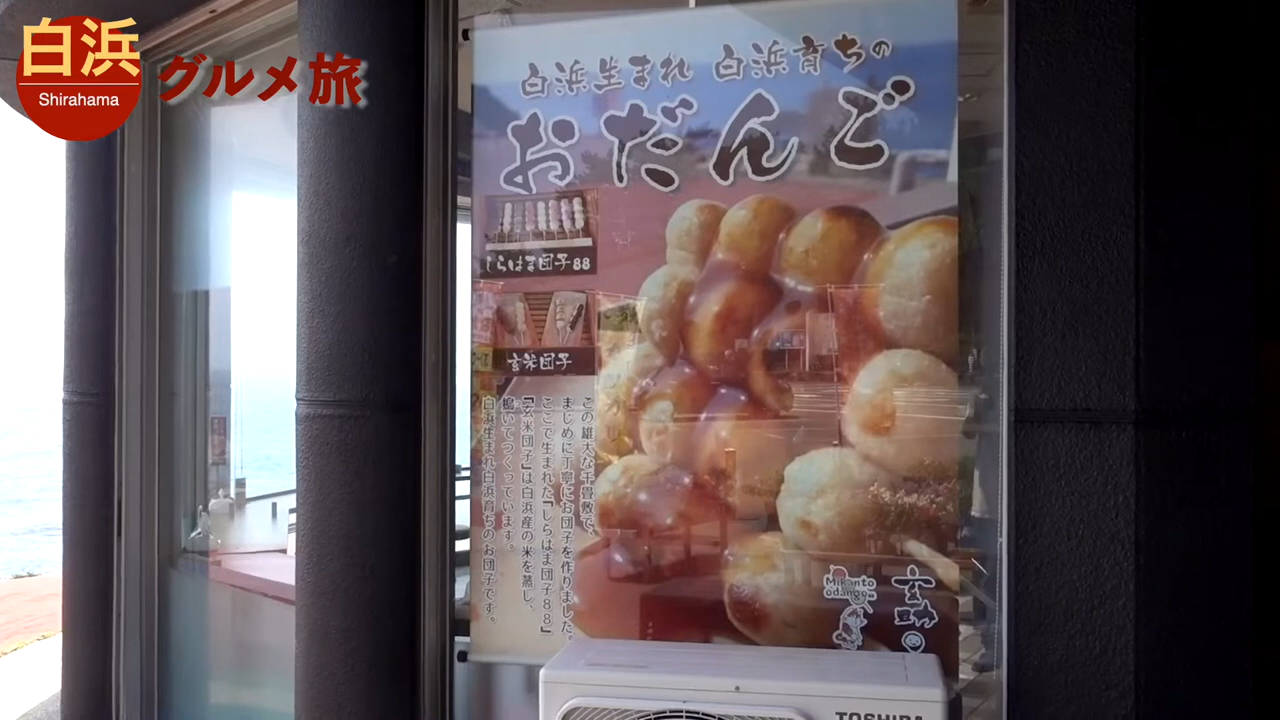 白浜
Shirahama
グルメ旅
白浜生まれ 白浜育ちの
おだんご
しらはま団子88
玄米団子
この雄大な千畳敷で、
まじめに丁寧にお団子を作りました。
ここで生まれた『しらはま団子88』
『玄米団子』は白浜産の米を蒸し、
搗いてつくっています。
白浜生まれ白浜育ちのお団子です。
Mikanto
odango
TOSHIBA